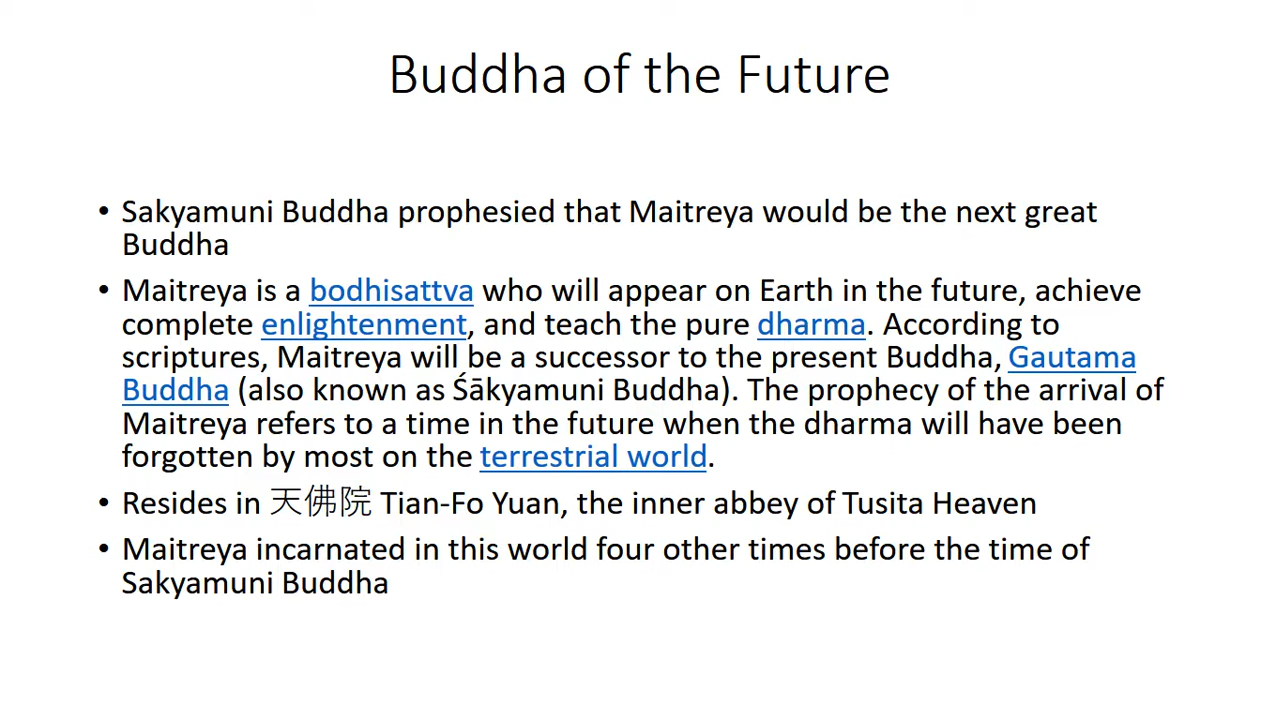 Buddha of the Future
• Sakyamuni Buddha prophesied that Maitreya would be the next great
Buddha
• Maitreya is a bodhisattva who will appear on Earth in the future, achieve
complete enlightenment, and teach the pure dharma. According to
scriptures, Maitreya will be a successor to the present Buddha, Gautama
Buddha (also known as Śākyamuni Buddha). The prophecy of the arrival of
Maitreya refers to a time in the future when the dharma will have been
forgotten by most on the terrestrial world.
• Resides in 天佛院 Tian-Fo Yuan, the inner abbey of Tusita Heaven
• Maitreya incarnated in this world four other times before the time of
Sakyamuni Buddha